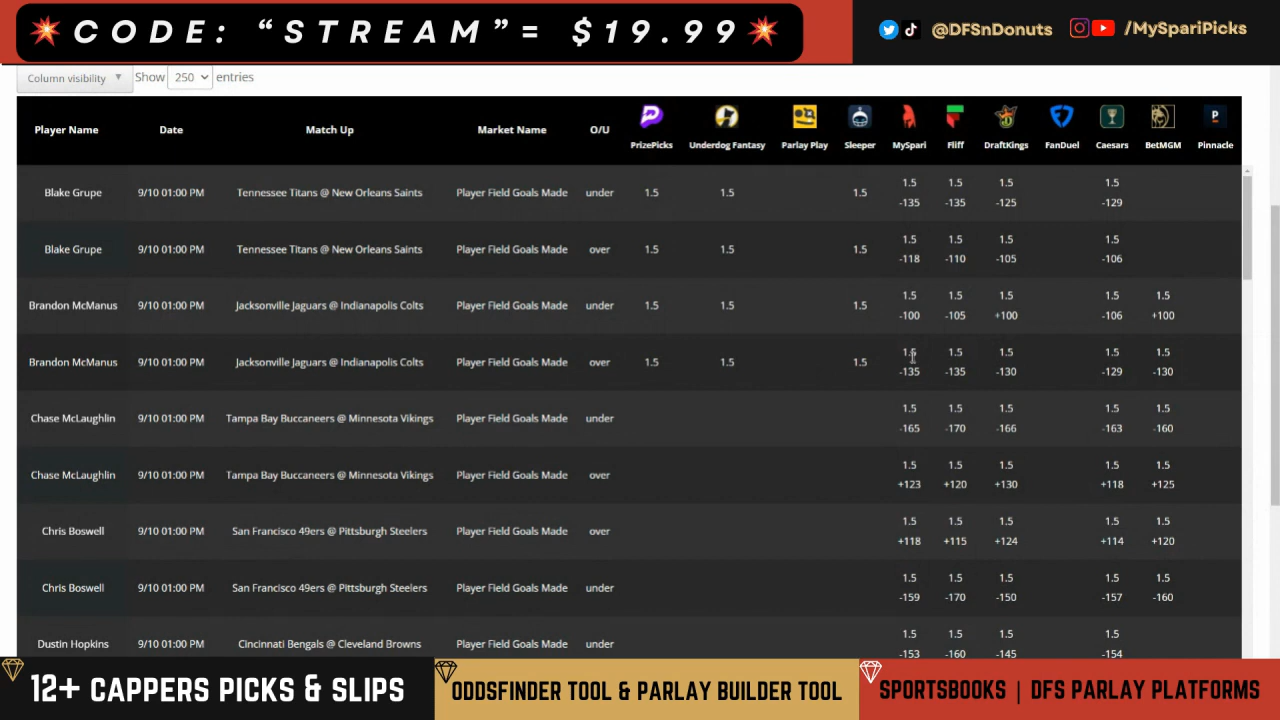 CODE: “STREAM”= $19.99
@DFSnDonuts
/MySpariPicks
Column visibility ▼ Show 250 entries
Player Name Date Match Up Market Name O/U PrizePicks Underdog Fantasy Parlay Play Sleeper MySpari Fliff DraftKings FanDuel Caesars BetMGM Pinnacle
Blake Grupe 9/10 01:00 PM Tennessee Titans @ New Orleans Saints Player Field Goals Made under 1.5 1.5 1.5 1.5 1.5 1.5 1.5
-135 -135 -125 -129
Blake Grupe 9/10 01:00 PM Tennessee Titans @ New Orleans Saints Player Field Goals Made over 1.5 1.5 1.5 1.5 1.5 1.5 1.5
-118 -110 -105 -106
Brandon McManus 9/10 01:00 PM Jacksonville Jaguars @ Indianapolis Colts Player Field Goals Made under 1.5 1.5 1.5 1.5 1.5 1.5 1.5 1.5
-100 -105 +100 -106 +100
Brandon McManus 9/10 01:00 PM Jacksonville Jaguars @ Indianapolis Colts Player Field Goals Made over 1.5 1.5 1.5 1.5 1.5 1.5 1.5 1.5
-135 -135 -130 -129 -130
Chase McLaughlin 9/10 01:00 PM Tampa Bay Buccaneers @ Minnesota Vikings Player Field Goals Made under 1.5 1.5 1.5 1.5 1.5
-165 -170 -166 -163 -160
Chase McLaughlin 9/10 01:00 PM Tampa Bay Buccaneers @ Minnesota Vikings Player Field Goals Made over 1.5 1.5 1.5 1.5 1.5
+123 +120 +130 +118 +125
Chris Boswell 9/10 01:00 PM San Francisco 49ers @ Pittsburgh Steelers Player Field Goals Made over 1.5 1.5 1.5 1.5 1.5
+118 +115 +124 +114 +120
Chris Boswell 9/10 01:00 PM San Francisco 49ers @ Pittsburgh Steelers Player Field Goals Made under 1.5 1.5 1.5 1.5 1.5
-159 -170 -150 -157 -160
Dustin Hopkins 9/10 01:00 PM Cincinnati Bengals @ Cleveland Browns Player Field Goals Made under 1.5 1.5 1.5 1.5
-153 -160 -145 -154
12+ CAPPERS PICKS & SLIPS
ODDSFINDER TOOL & PARLAY BUILDER TOOL
SPORTSBOOKS | DFS PARLAY PLATFORMS